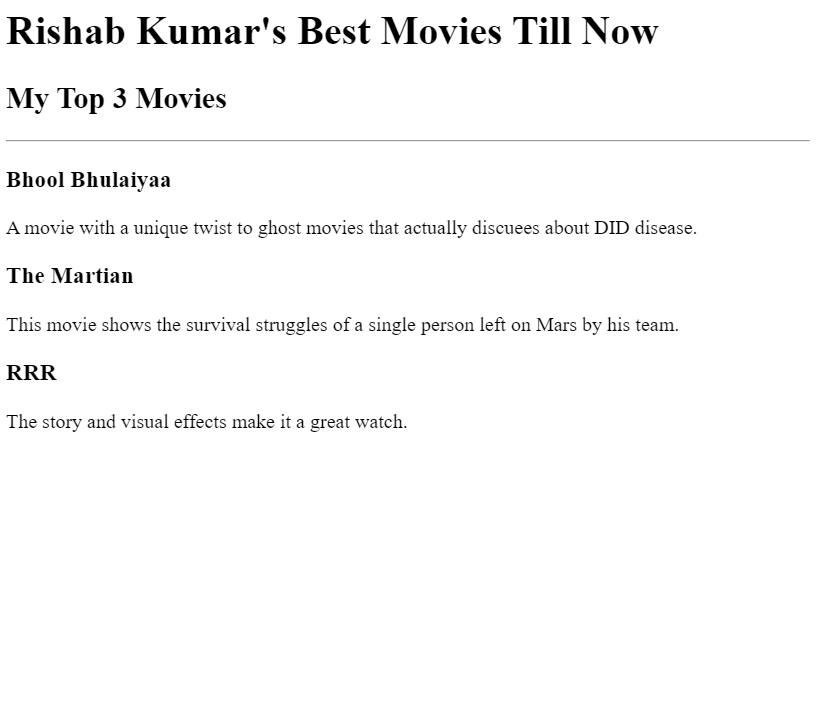 Rishab Kumar's Best Movies Till Now
My Top 3 Movies
Bhool Bhulaiyaa
A movie with a unique twist to ghost movies that actually discuees about DID disease.
The Martian
This movie shows the survival struggles of a single person left on Mars by his team.
RRR
The story and visual effects make it a great watch.